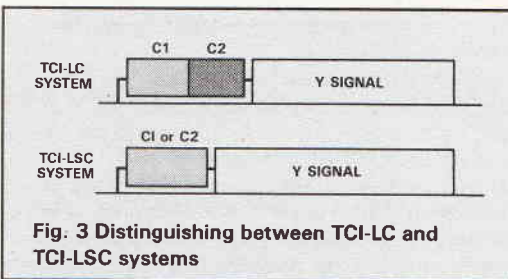 C1 C2
TCI-LC
SYSTEM
Y SIGNAL
CI or C2
TCI-LSC
SYSTEM
Y SIGNAL
Fig. 3 Distinguishing between TCI-LC and
TCI-LSC systems